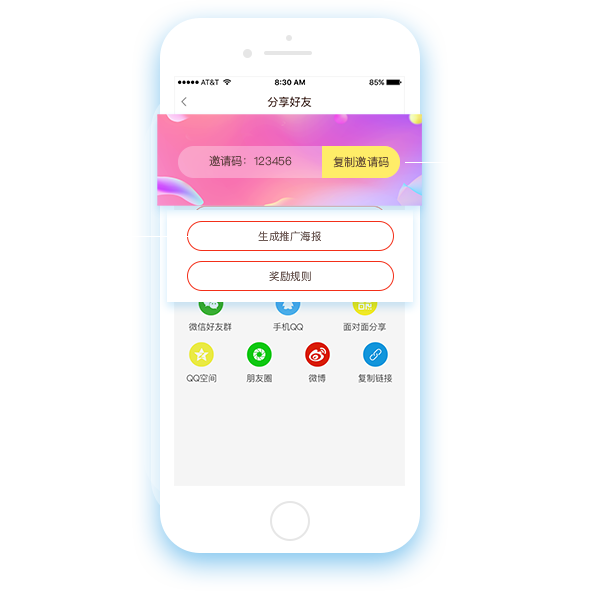 AT&T 8:30 AM 85%
分享好友
邀请码：123456 复制邀请码
生成推广海报
奖励规则
微信好友群 手机QQ 面对面分享
QQ空间 朋友圈 微博 复制链接